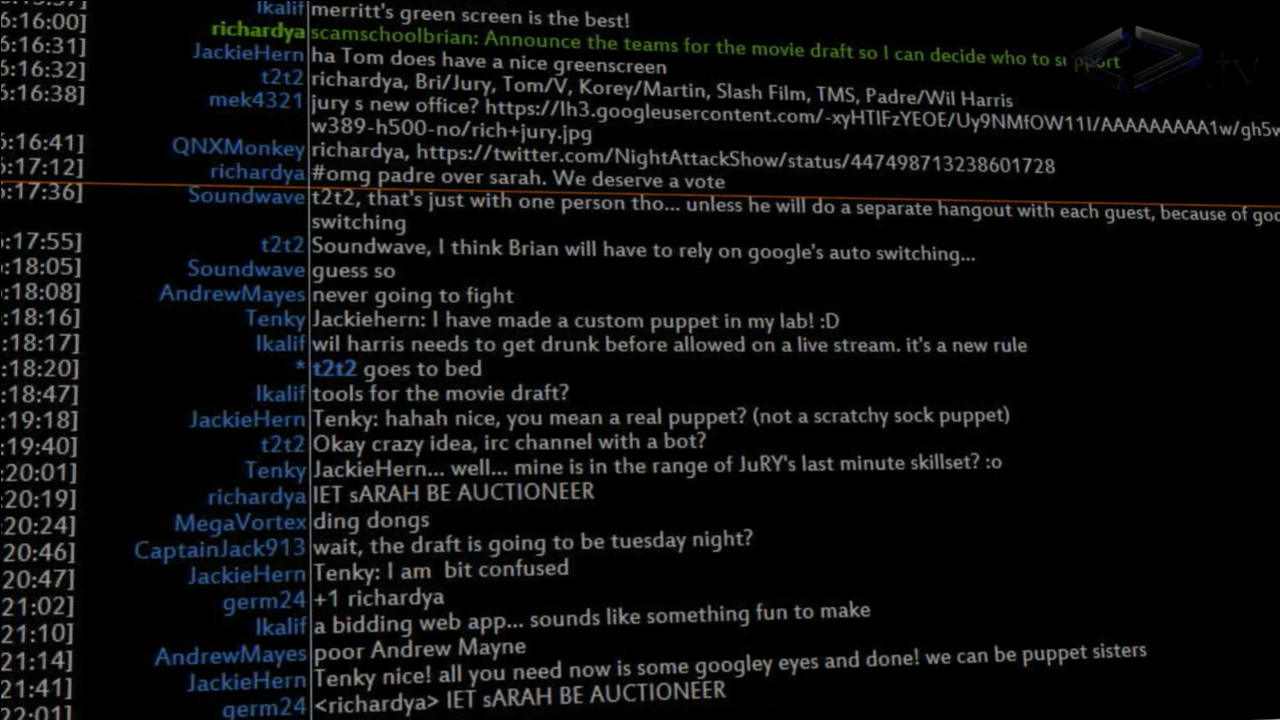 lkalif merritt's green screen is the best!
6:16:00] richardya scamschoolbrian: Announce the teams for the movie draft so I can decide who to support
6:16:31] JackieHern ha Tom does have a nice greenscreen
6:16:32] t2t2 richardya, Bri/Jury, Tom/V, Korey/Martin, Slash Film, TMS, Padre/Wil Harris
6:16:38] mek4321 jury s new office? https://lh3.googleusercontent.com/-xyHTIFzYEOE/Uy9NMfOW11I/AAAAAAAAA1w/gh5v
w389-h500-no/rich+jury.jpg
6:16:41] QNXMonkey richardya, https://twitter.com/NightAttackShow/status/447498713238601728
6:17:12] richardya #omg padre over sarah. We deserve a vote
6:17:36] Soundwave t2t2, that's just with one person tho... unless he will do a separate hangout with each guest, because of goo
switching
:17:55] t2t2 Soundwave, I think Brian will have to rely on google's auto switching...
:18:05] Soundwave guess so
:18:08] AndrewMayes never going to fight
:18:16] Tenky Jackiehern: I have made a custom puppet in my lab! :D
:18:17] lkalif wil harris needs to get drunk before allowed on a live stream. it's a new rule
:18:20] * t2t2 goes to bed
:18:47] lkalif tools for the movie draft?
:19:18] JackieHern Tenky: hahah nice, you mean a real puppet? (not a scratchy sock puppet)
:19:40] t2t2 Okay crazy idea, irc channel with a bot?
:20:01] Tenky JackieHern... well... mine is in the range of JuRY's last minute skillset? :o
:20:19] richardya lET sARAH BE AUCTIONEER
:20:24] MegaVortex ding dongs
20:46] CaptainJack913 wait, the draft is going to be tuesday night?
20:47] JackieHern Tenky: I am bit confused
21:02] germ24 +1 richardya
21:10] lkalif a bidding web app... sounds like something fun to make
21:14] AndrewMayes poor Andrew Mayne
21:41] JackieHern Tenky nice! all you need now is some googley eyes and done! we can be puppet sisters
22:01] germ24 <richardya> lET sARAH BE AUCTIONEER
.tv